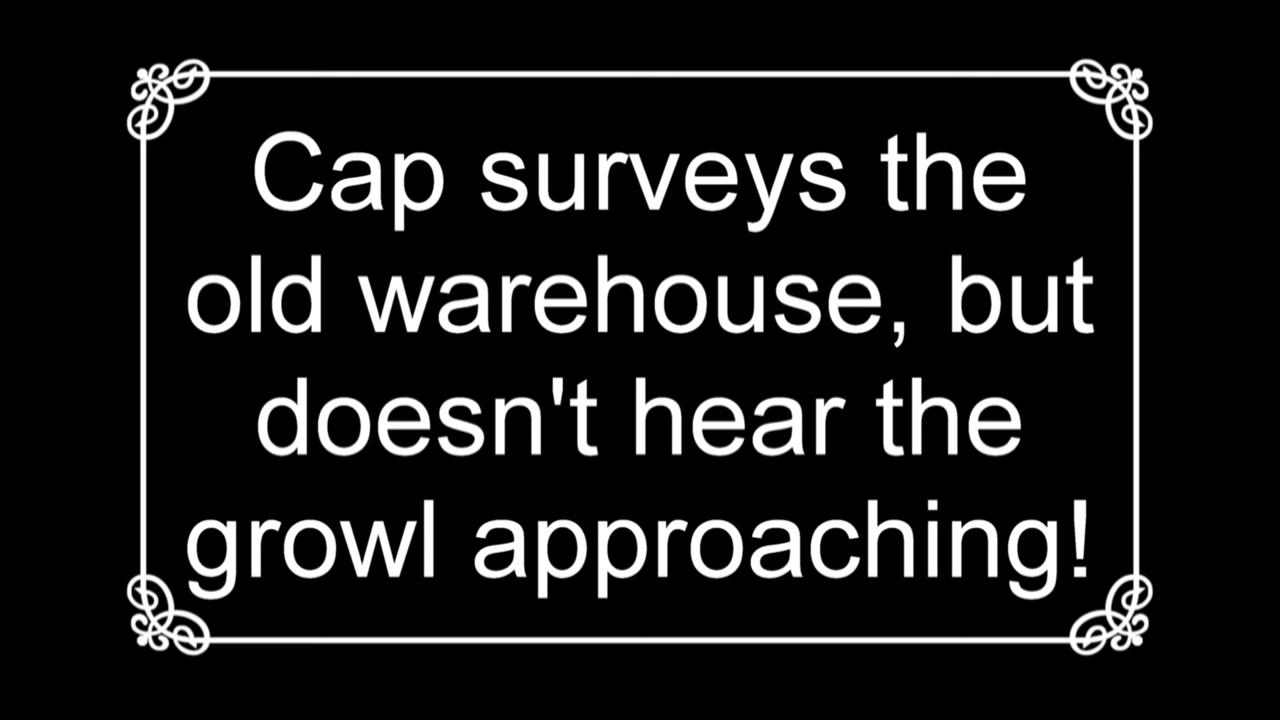 Cap surveys the
old warehouse, but
doesn't hear the
growl approaching!